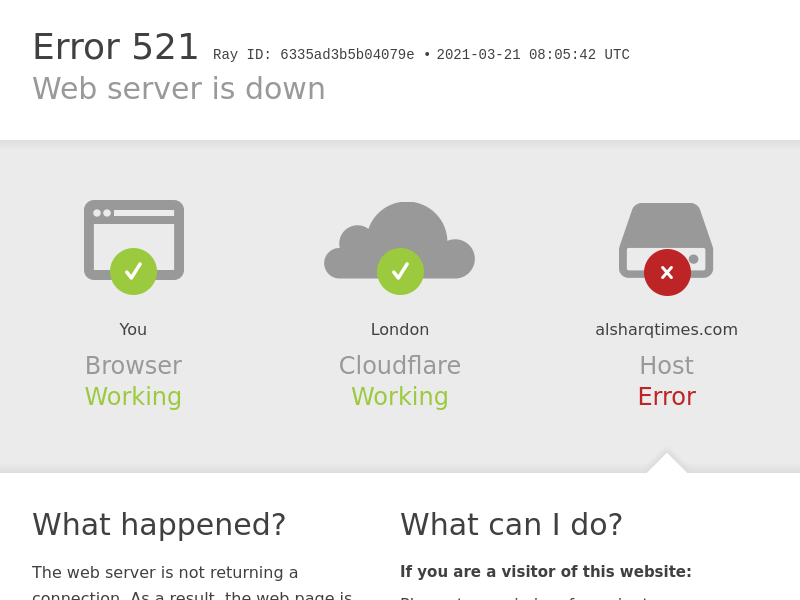 Error 521 Ray ID: 6335ad3b5b04079e • 2021-03-21 08:05:42 UTC
Web server is down
You
Browser
Working
London
Cloudflare
Working
alsharqtimes.com
Host
Error
What happened?
The web server is not returning a
connection. As a result, the web page is
What can I do?
If you are a visitor of this website: